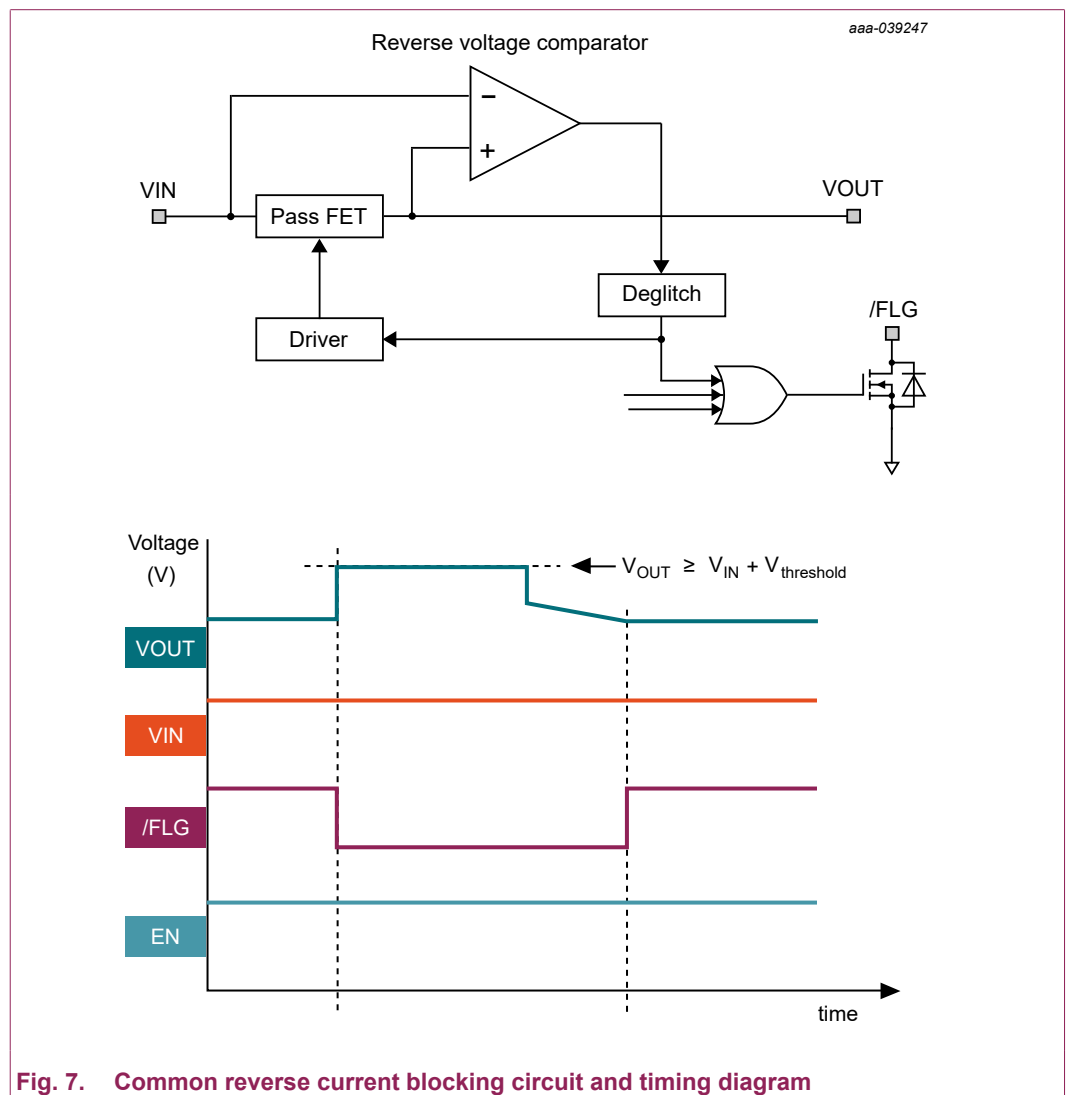 aaa-039247
Reverse voltage comparator
−
+
VIN
VOUT
Pass FET
Deglitch
/FLG
Driver
Voltage
(V)
VOUT ≥ VIN + Vthreshold
VOUT
VIN
/FLG
EN
time
Fig. 7. Common reverse current blocking circuit and timing diagram